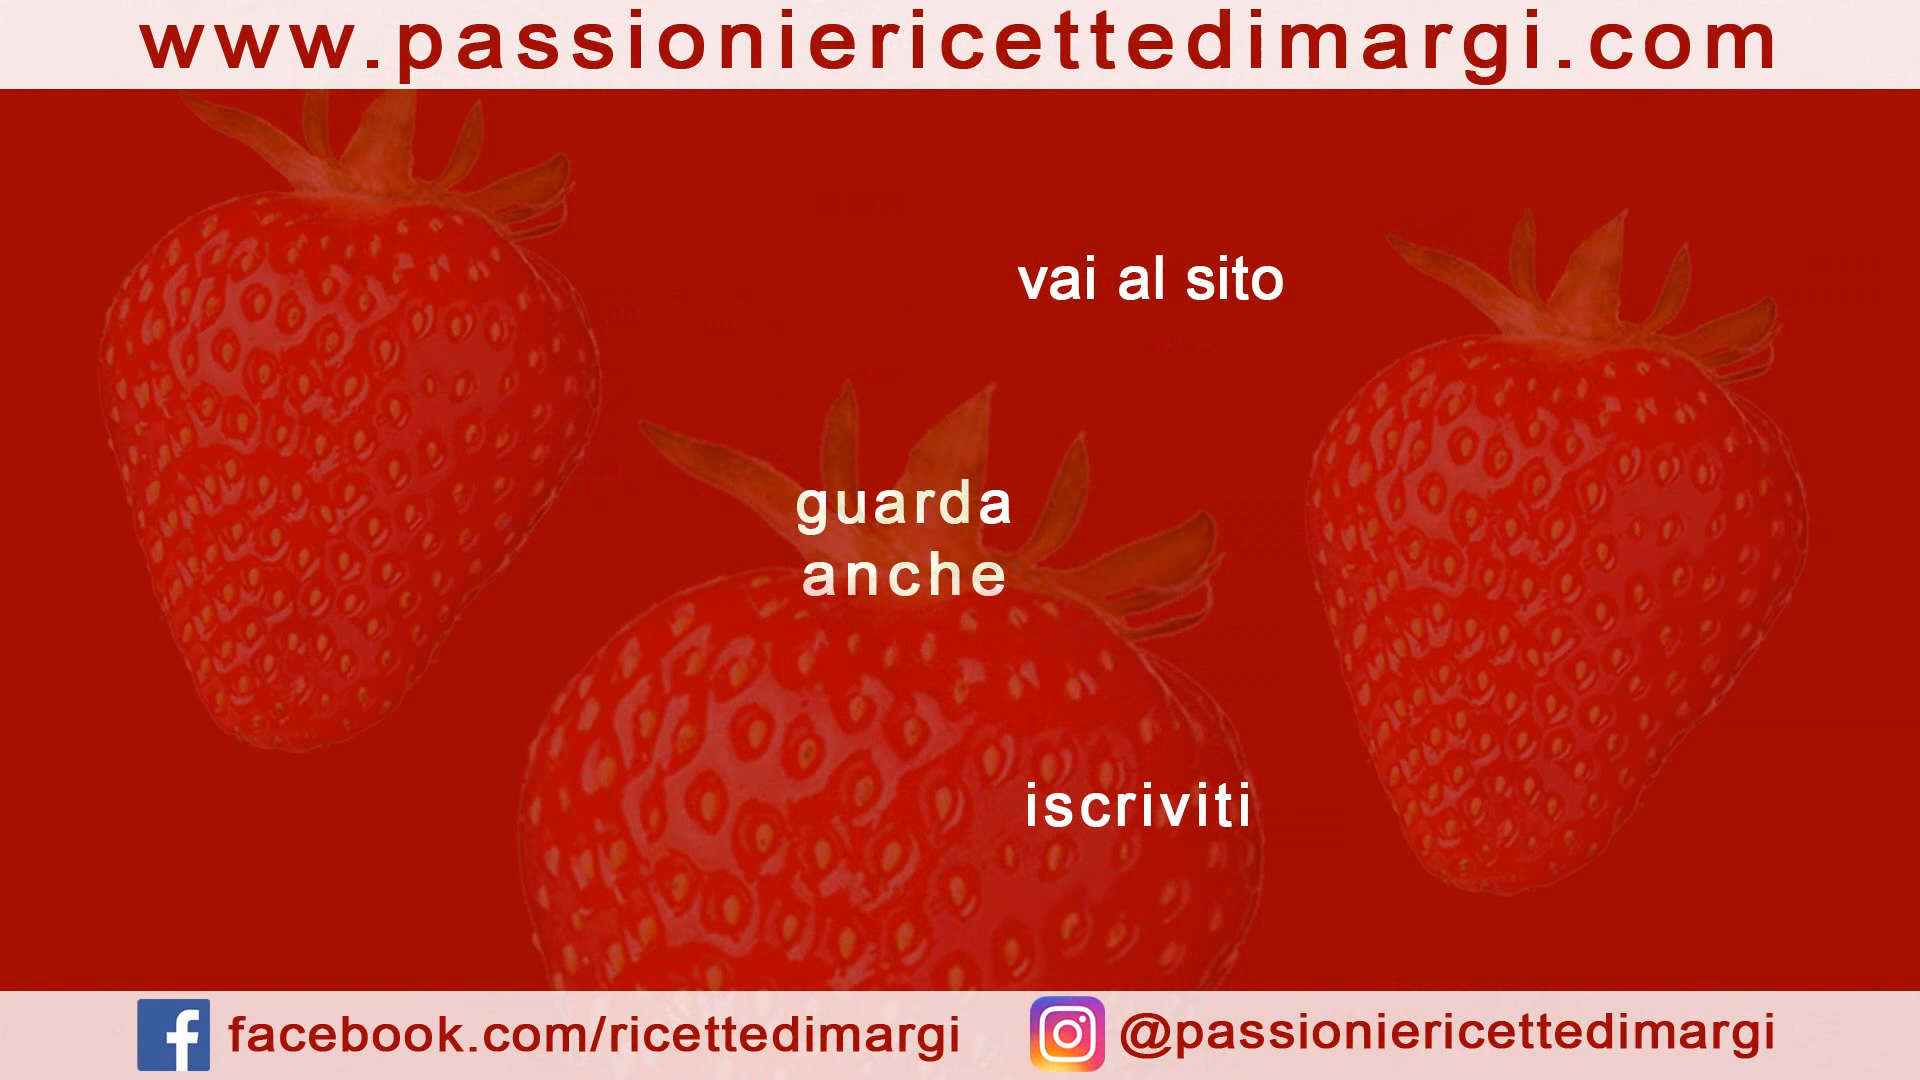 www.passioniericettedimargi.com
vai al sito
guarda
anche
iscriviti
facebook.com/ricettedimargi
@passioniericettedimargi